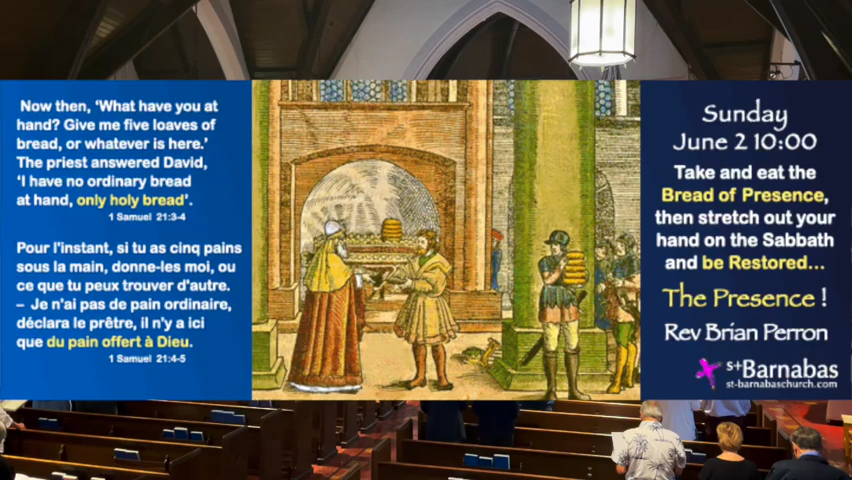 Now then, ‘What have you at
hand? Give me five loaves of
bread, or whatever is here.’
The priest answered David,
‘I have no ordinary bread
at hand, only holy bread’.
1 Samuel 21:3-4
Pour l'instant, si tu as cinq pains
sous la main, donne-les moi, ou
ce que tu peux trouver d'autre.
– Je n'ai pas de pain ordinaire,
déclara le prêtre, il n'y a ici
que du pain offert à Dieu.
1 Samuel 21:4-5
Sunday
June 2 10:00
Take and eat the
Bread of Presence,
then stretch out your
hand on the Sabbath
and be Restored...
The Presence !
Rev Brian Perron
st Barnabas
st-barnabaschurch.com